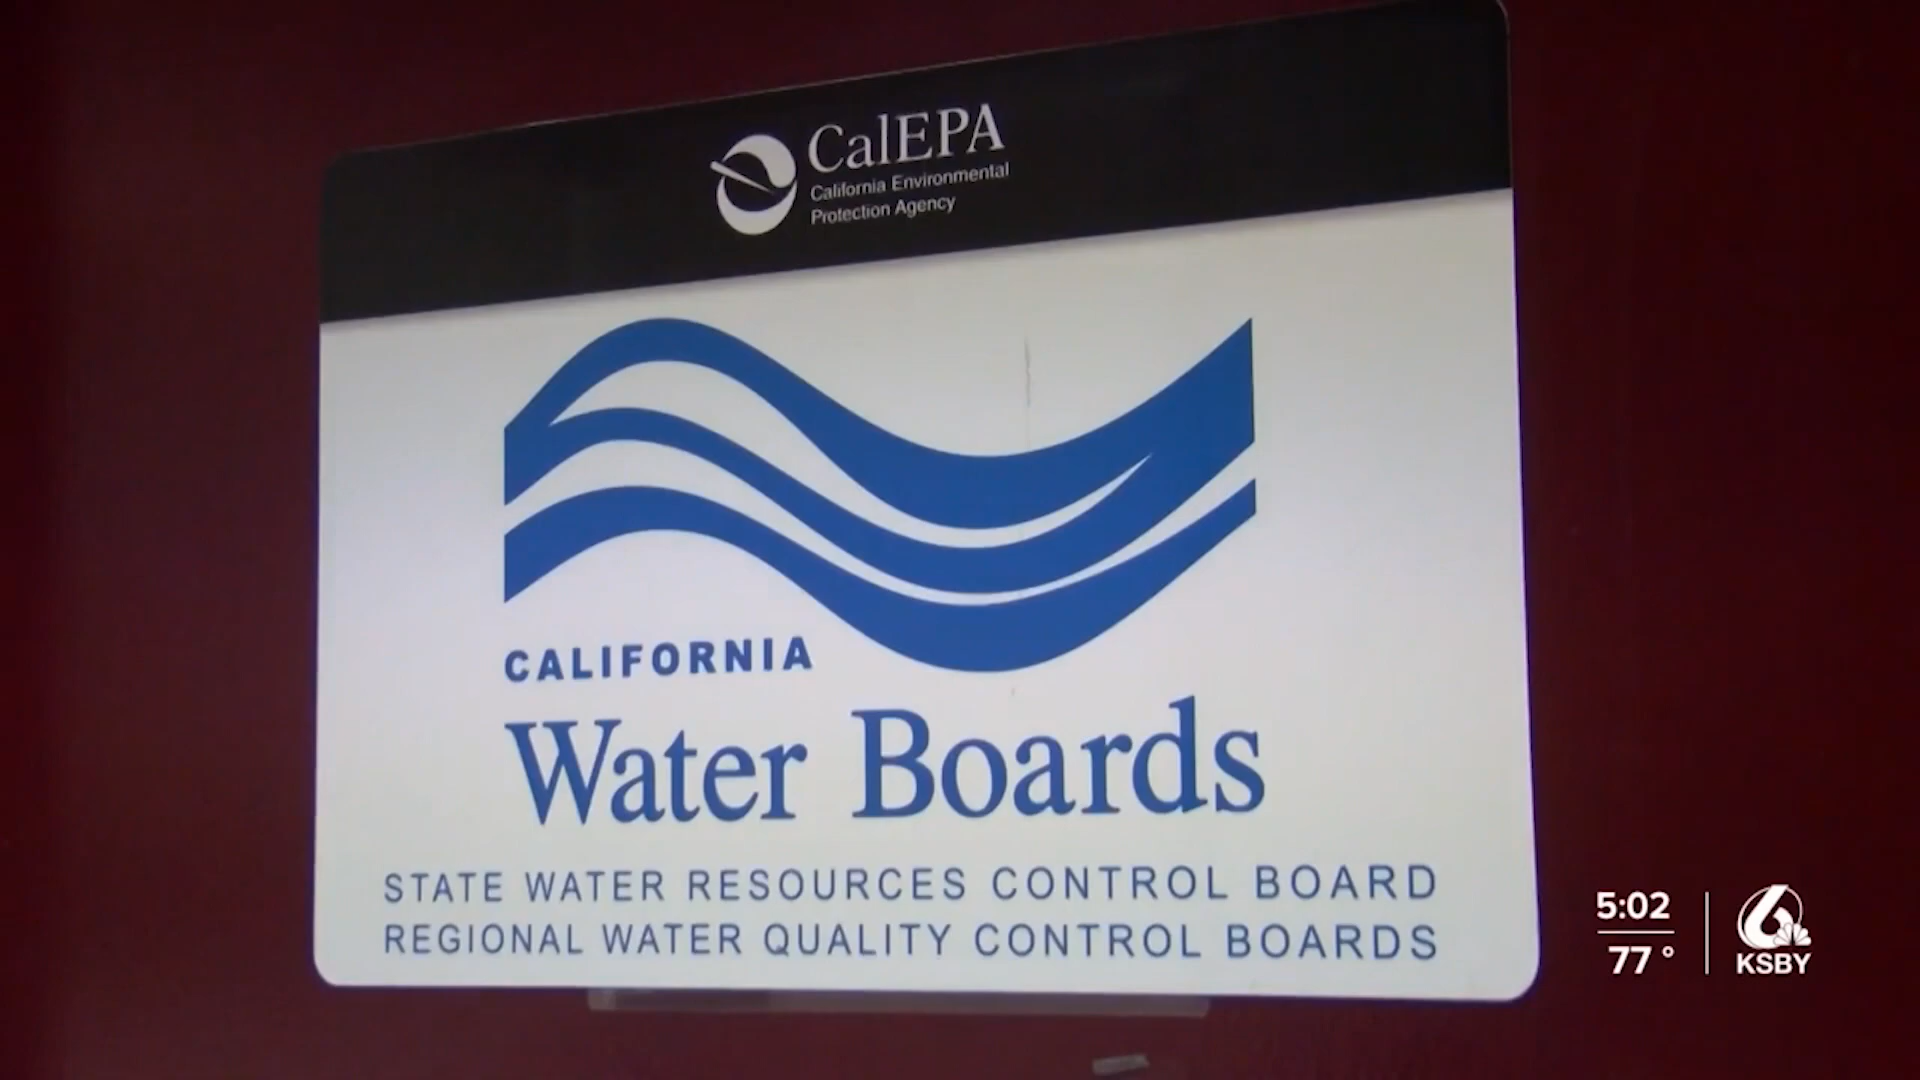 CalEPA
California Environmental
Protection Agency
CALIFORNIA
Water Boards
STATE WATER RESOURCES CONTROL BOARD
REGIONAL WATER QUALITY CONTROL BOARDS
5:02
77°
6
KSBY